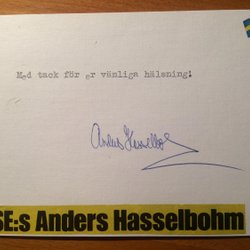 Med tack för er vänliga hälsning!
Anders Hasselbohm
SE:s Anders Hasselbohm